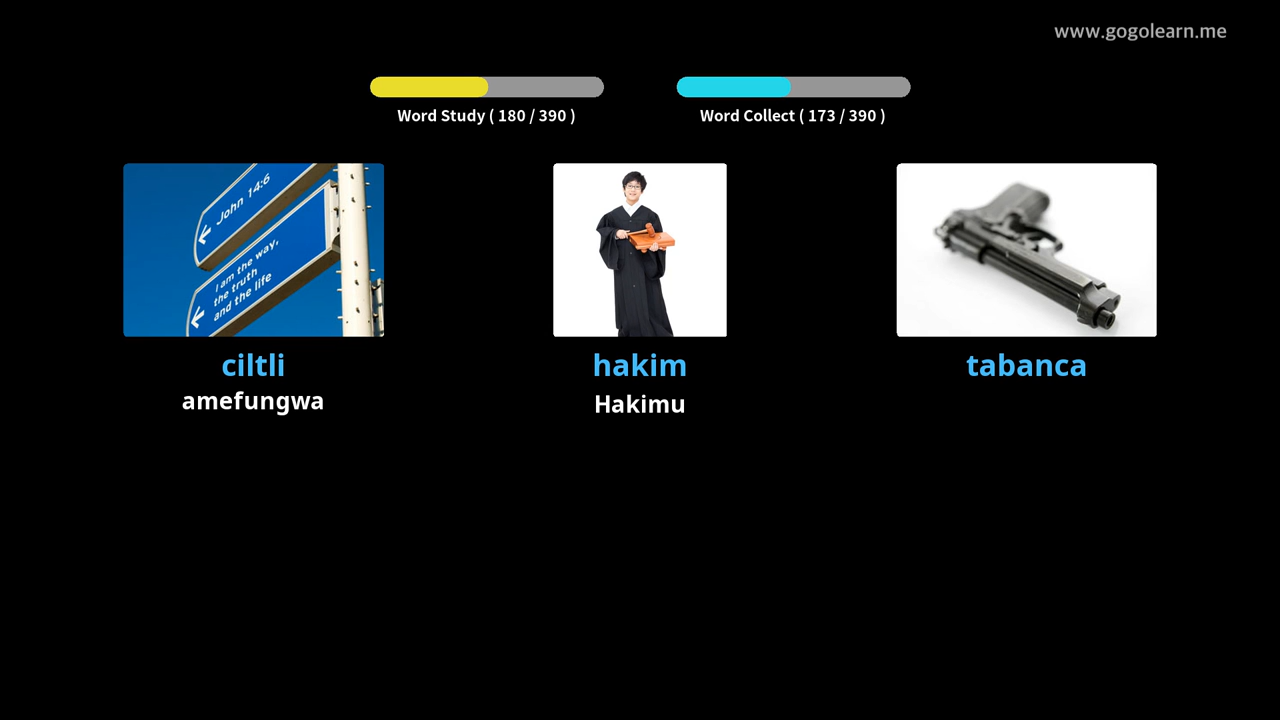 www.gogolearn.me
Word Study ( 180 / 390 )
Word Collect ( 173 / 390 )
John 14:6
I am the way,
the truth
and the life
ciltli
hakim
tabanca
amefungwa
Hakimu